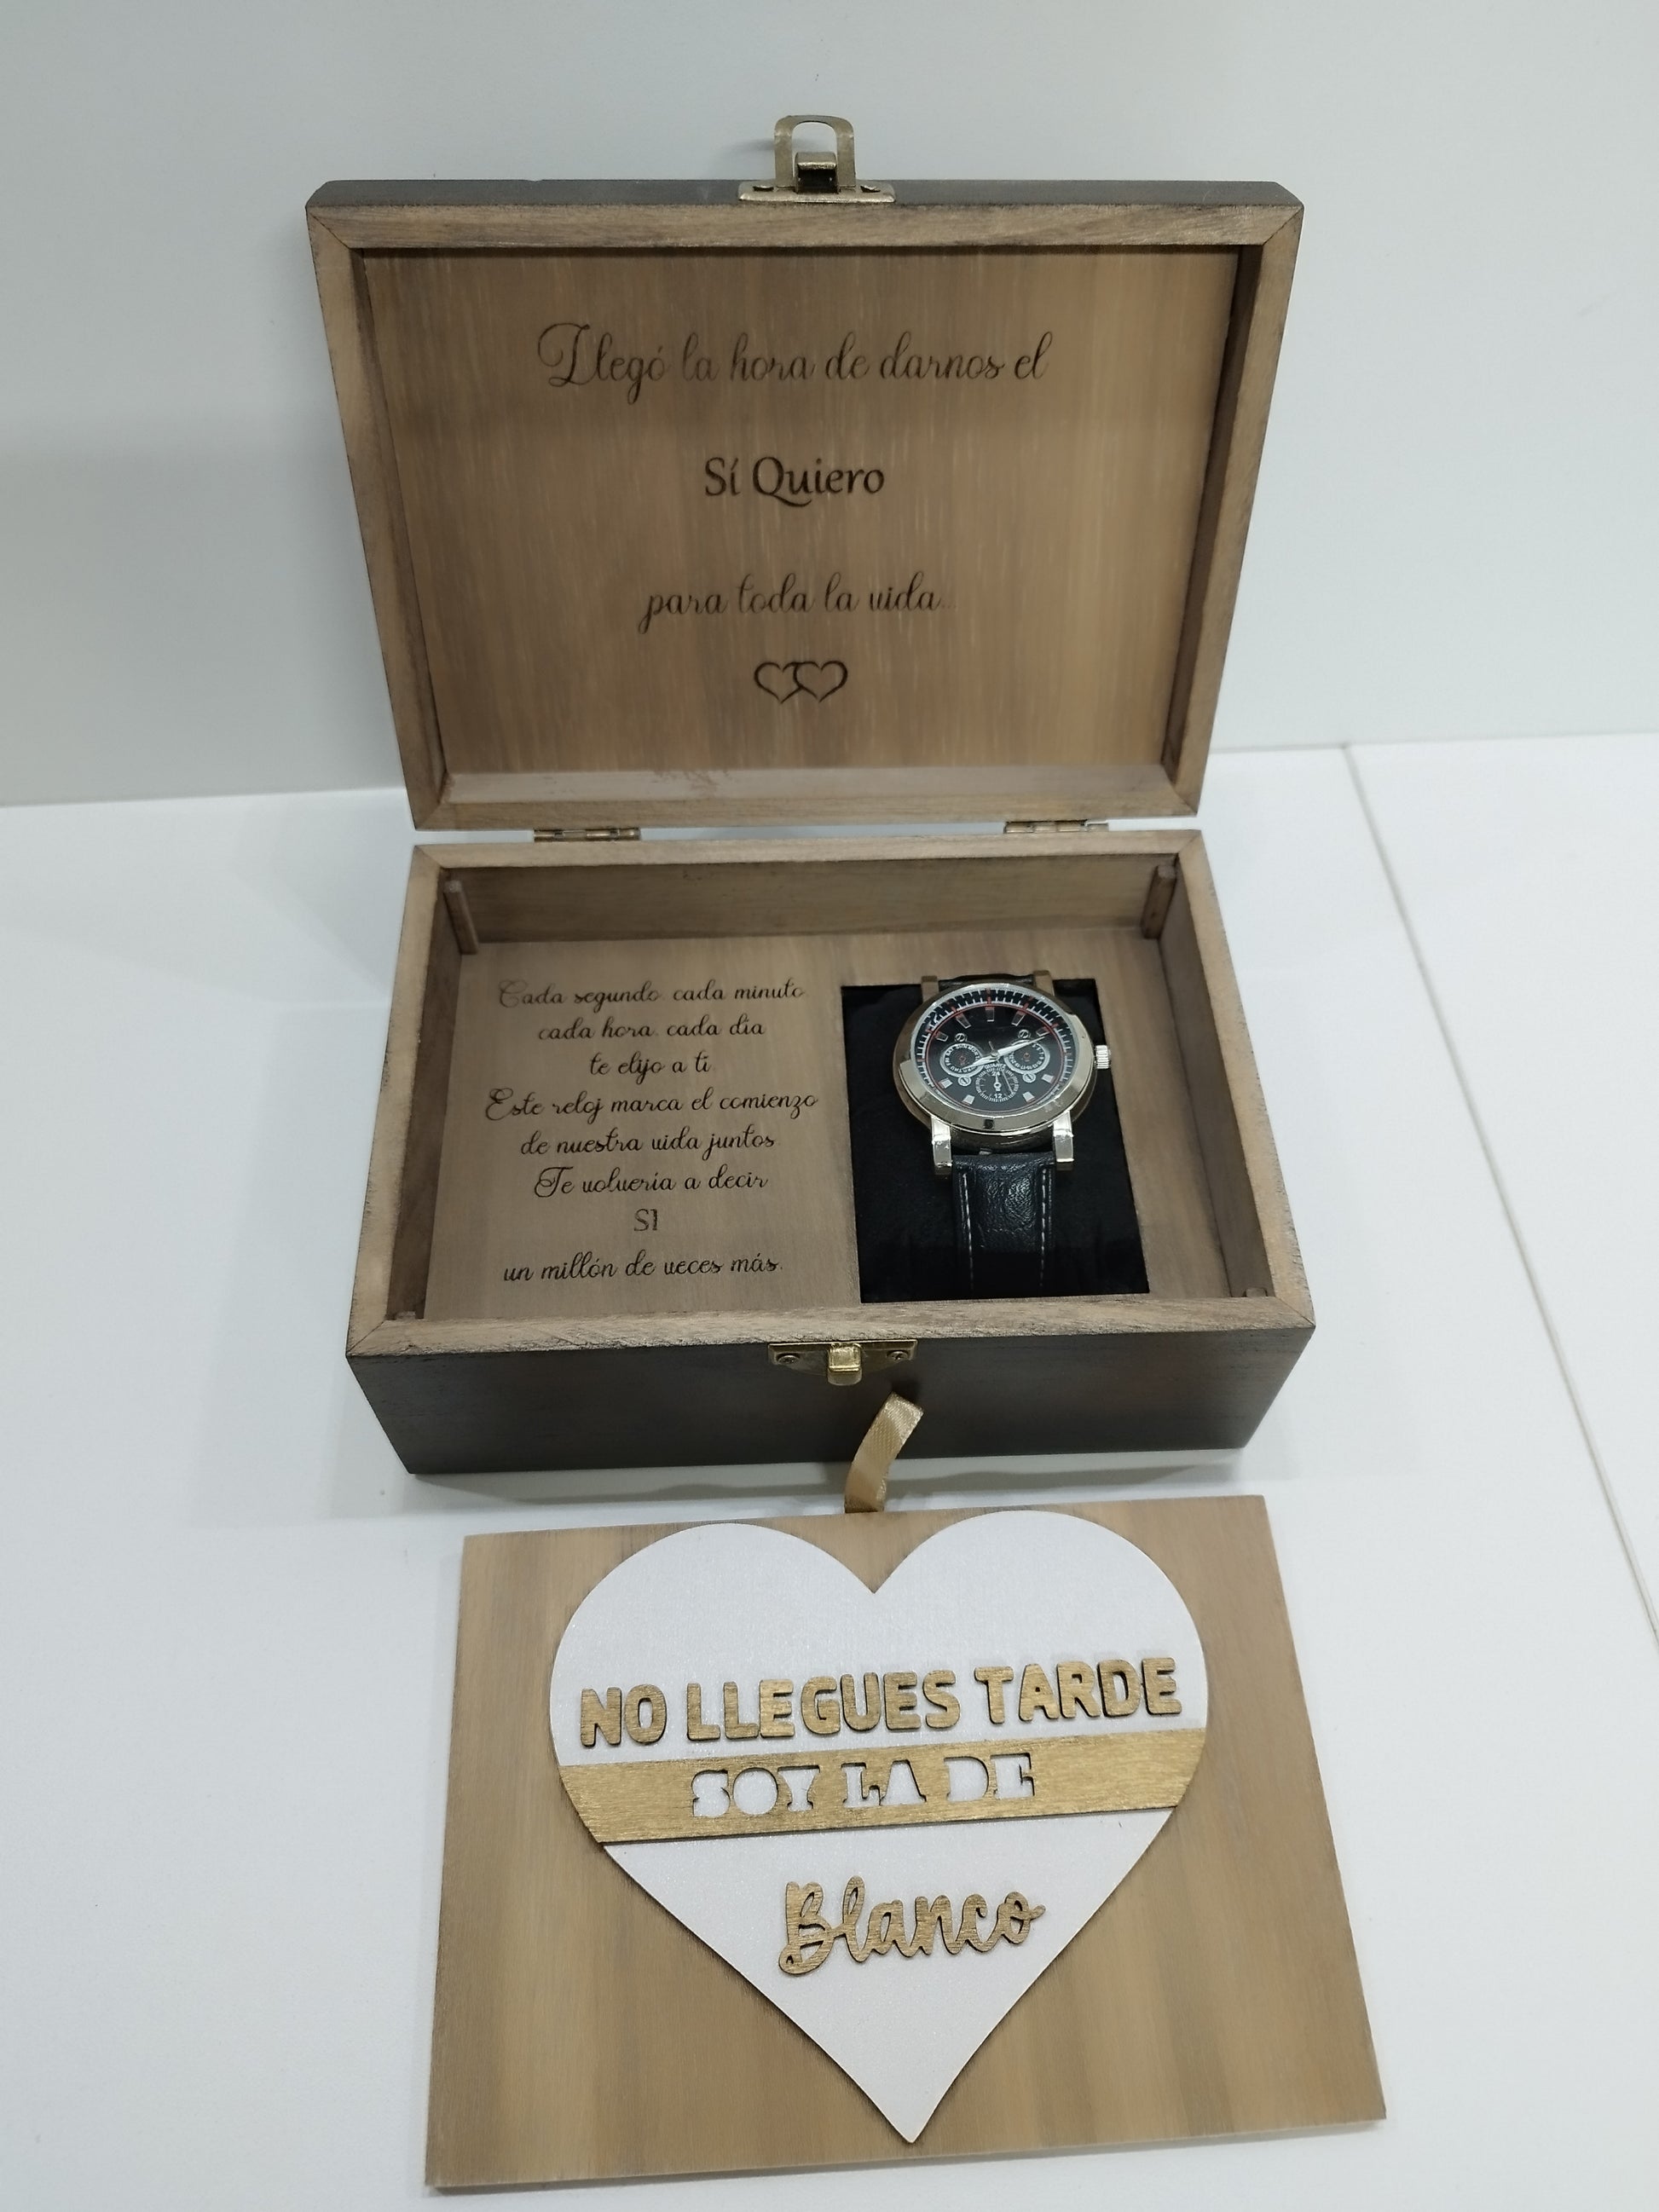 Llegó la hora de darnos el
Sí Quiero
para toda la vida...
Cada segundo, cada minuto,
cada hora, cada día
te elijo a ti.
Este reloj marca el comienzo
de nuestra vida juntos
Te volvería a decir
SI
un millón de veces más.
24
12
NO LLEGUES TARDE
SOY LA DE
Blanco